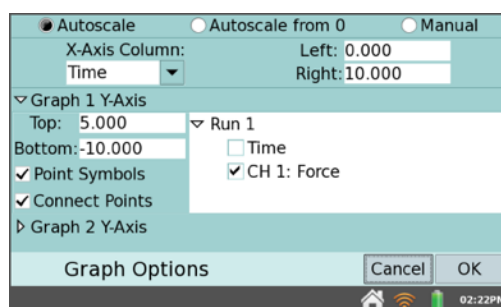 Autoscale Autoscale from 0 Manual
X-Axis Column: Left: 0.000
Time Right: 10.000
Graph 1 Y-Axis
Top: 5.000 Run 1
Bottom: -10.000 Time
Point Symbols CH 1: Force
Connect Points
Graph 2 Y-Axis
Graph Options Cancel OK
02:22PM